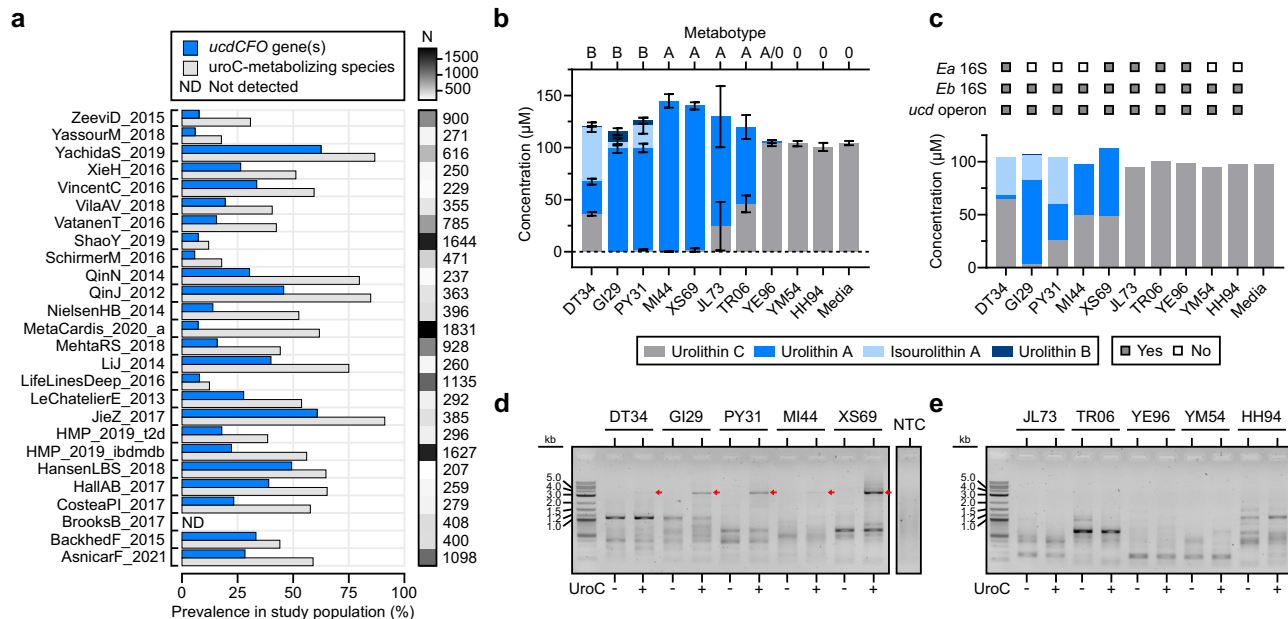 a
ucdCFO gene(s)
uroC-metabolizing species
ND Not detected
N
1500
1000
500
ZeeviD_2015 900
YassourM_2018 271
YachidaS_2019 616
XieH_2016 250
VincentC_2016 229
VilaAV_2018 355
VatanenT_2016 785
ShaoY_2019 1644
SchirmerM_2016 471
QinN_2014 237
QinJ_2012 363
NielsenHB_2014 396
MetaCardis_2020_a 1831
MehtaRS_2018 928
LiJ_2014 260
LifeLinesDeep_2016 1135
LeChatelierE_2013 292
JieZ_2017 385
HMP_2019_t2d 296
HMP_2019_ibdmdb 1627
HansenLBS_2018 207
HallAB_2017 259
CosteaPI_2017 279
BrooksB_2017 ND 408
BackhedF_2015 400
AsnicarF_2021 1098
0 25 50 75 100
Prevalence in study population (%)
b
Metabotype
B B B A A A A A/0 0 0 0
Concentration (µM)
150
100
50
0
DT34 GI29 PY31 MI44 XS69 JL73 TR06 YE96 YM54 HH94 Media
c
Ea 16S
Eb 16S
ucd operon
Concentration (µM)
100
50
0
DT34 GI29 PY31 MI44 XS69 JL73 TR06 YE96 YM54 HH94 Media
Urolithin C Urolithin A Isourolithin A Urolithin B
Yes No
d
kb DT34 GI29 PY31 MI44 XS69 NTC
5.0
4.0
3.0
2.0
1.5
1.2
1.0
UroC - + - + - + - + - +
e
kb JL73 TR06 YE96 YM54 HH94
5.0
4.0
3.0
2.0
1.5
1.2
1.0
UroC - + - + - + - + - +